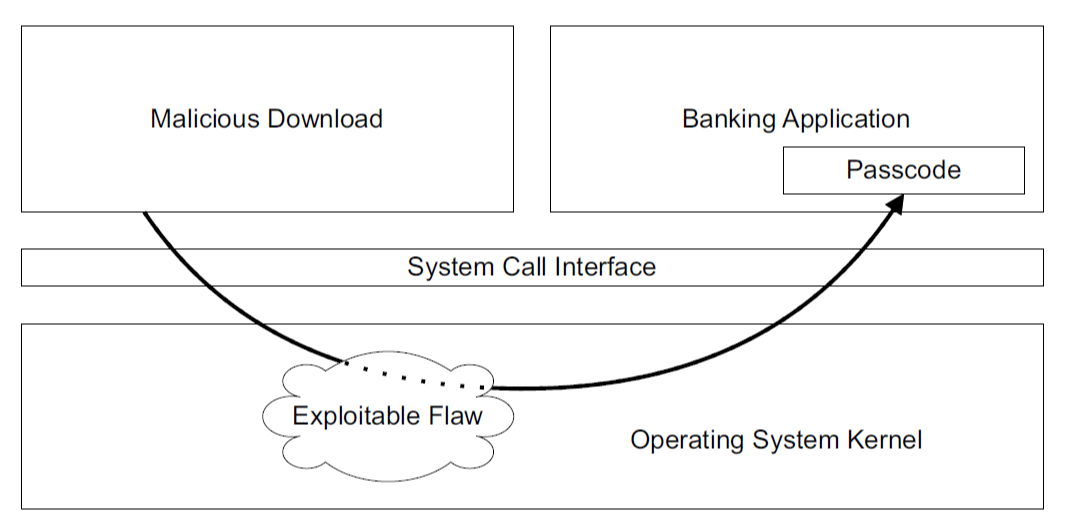 Malicious Download
Banking Application
Passcode
System Call Interface
Exploitable Flaw
Operating System Kernel